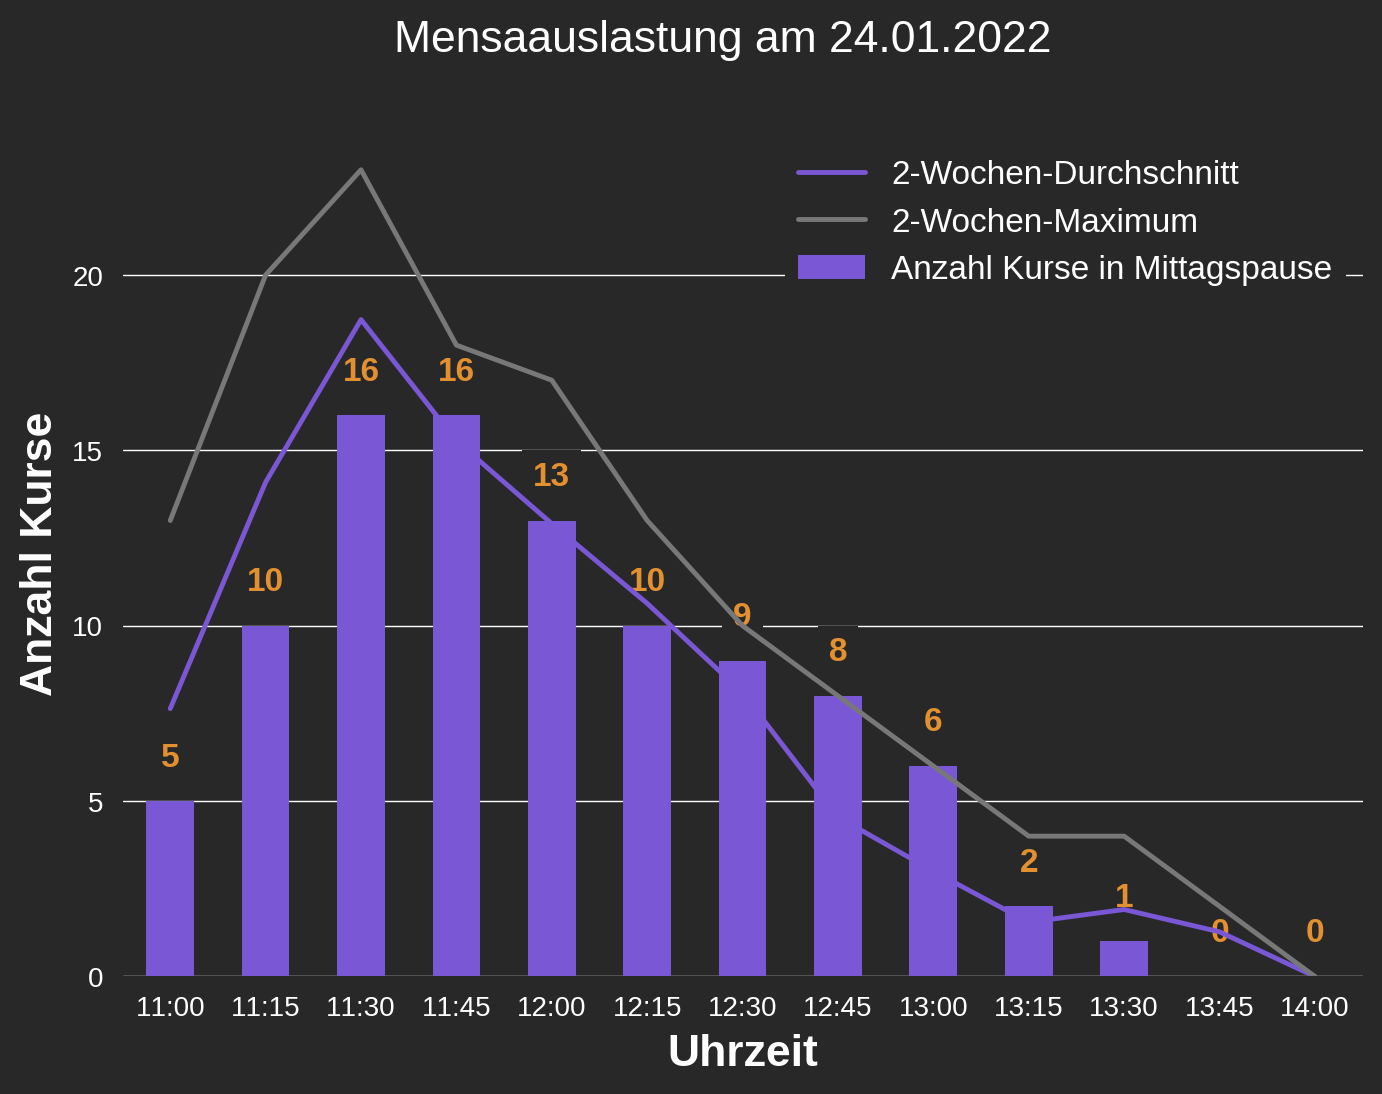 Mensaauslastung am 24.01.2022
2-Wochen-Durchschnitt
2-Wochen-Maximum
Anzahl Kurse in Mittagspause
Anzahl Kurse
20
15
10
5
0
5
10
16
16
13
10
9
8
6
2
1
0
0
11:00 11:15 11:30 11:45 12:00 12:15 12:30 12:45 13:00 13:15 13:30 13:45 14:00
Uhrzeit